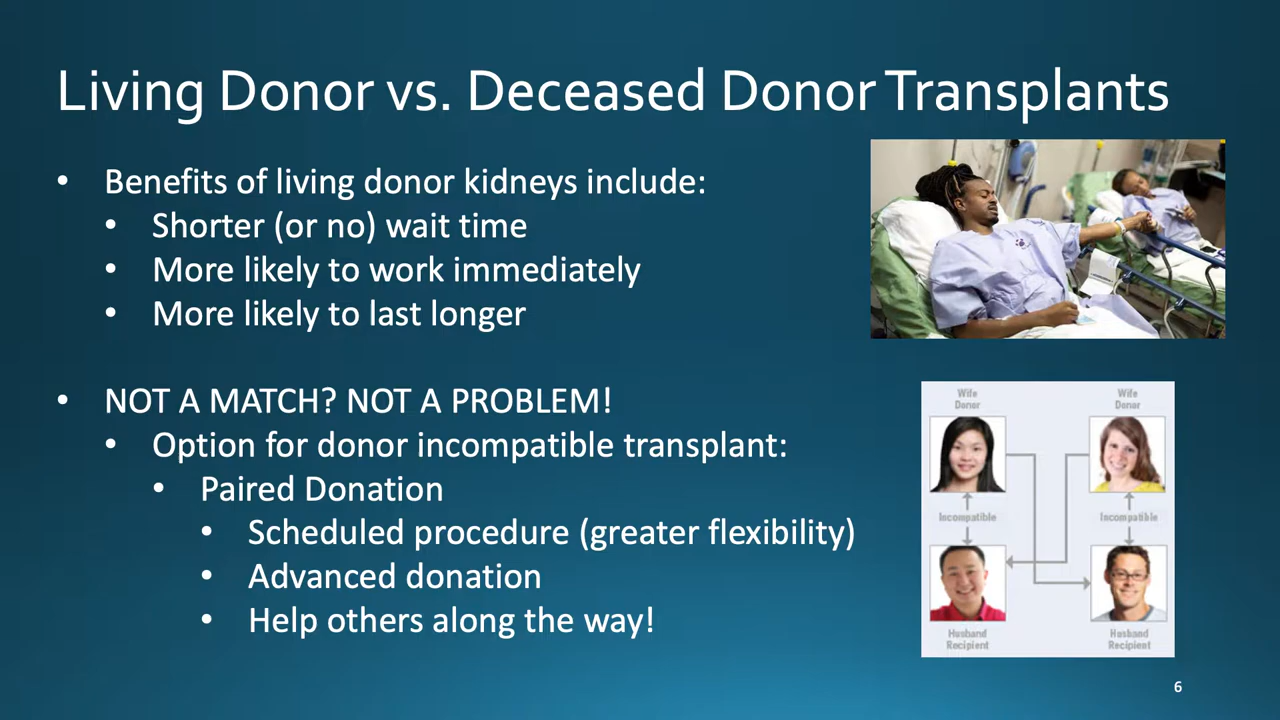 Living Donor vs. Deceased Donor Transplants
• Benefits of living donor kidneys include:
• Shorter (or no) wait time
• More likely to work immediately
• More likely to last longer
• NOT A MATCH? NOT A PROBLEM!
• Option for donor incompatible transplant:
• Paired Donation
• Scheduled procedure (greater flexibility)
• Advanced donation
• Help others along the way!
Wife
Donor
Wife
Donor
Incompatible
Incompatible
Husband
Recipient
Husband
Recipient
6